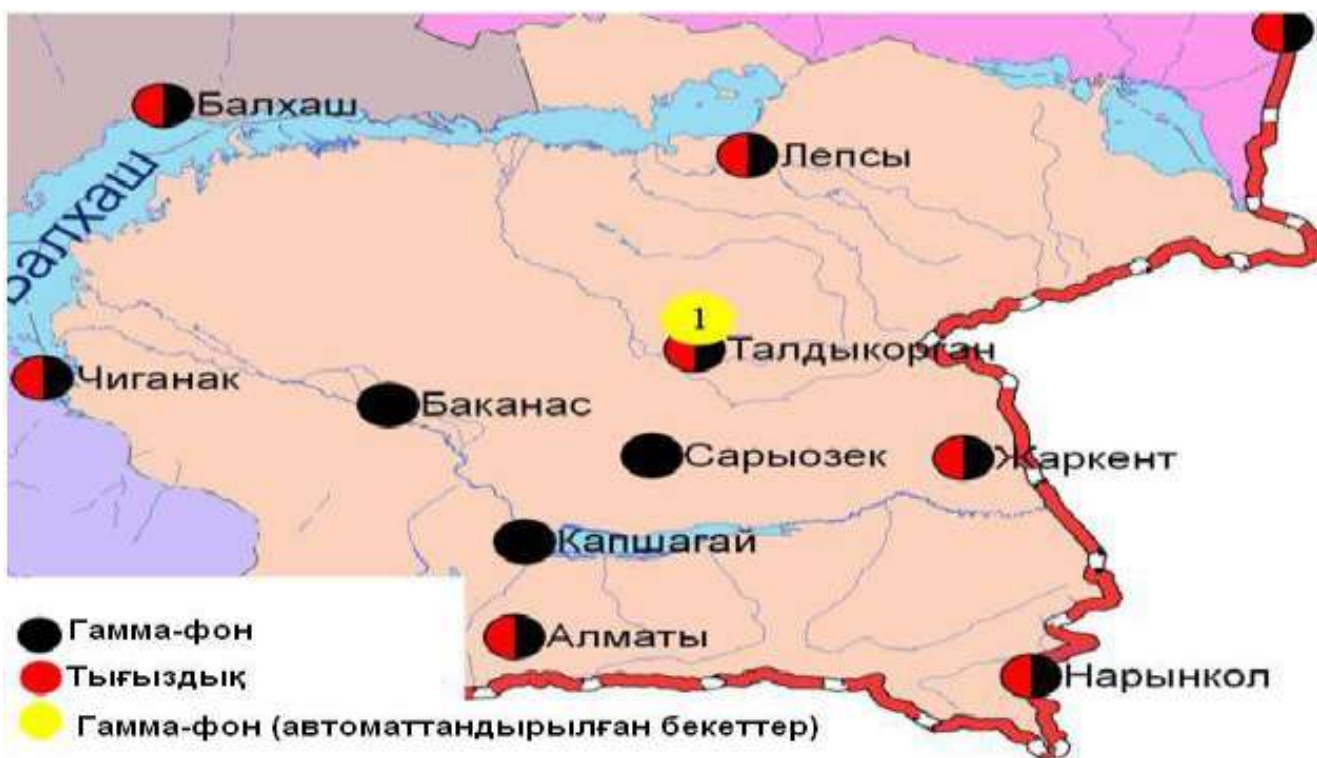 Балхаш
Балхаш
Лепсы
1
Талдыкорган
Чиганак
Баканас
Сарыозек
Жаркент
Капшагай
Алматы
Нарынкол
Гамма-фон
Тығыздық
Гамма-фон (автоматтандырылған бекеттер)